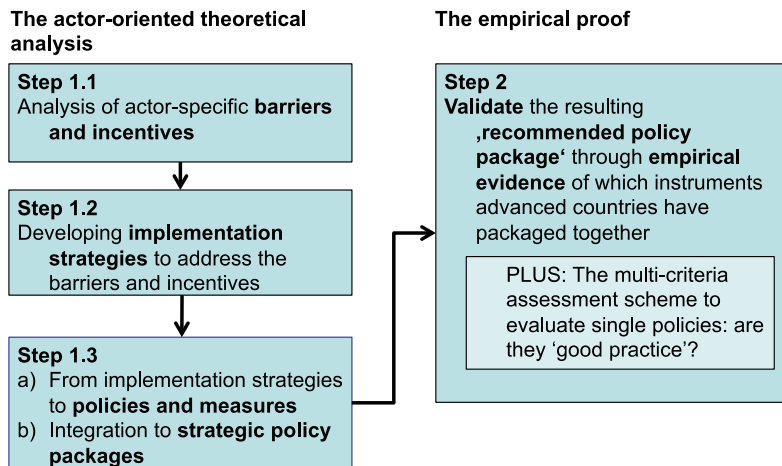 The actor-oriented theoretical
analysis
Step 1.1
Analysis of actor-specific barriers
and incentives
Step 1.2
Developing implementation
strategies to address the
barriers and incentives
Step 1.3
a) From implementation strategies
to policies and measures
b) Integration to strategic policy
packages
The empirical proof
Step 2
Validate the resulting
‚recommended policy
package‘ through empirical
evidence of which instruments
advanced countries have
packaged together
PLUS: The multi-criteria
assessment scheme to
evaluate single policies: are
they ‘good practice’?